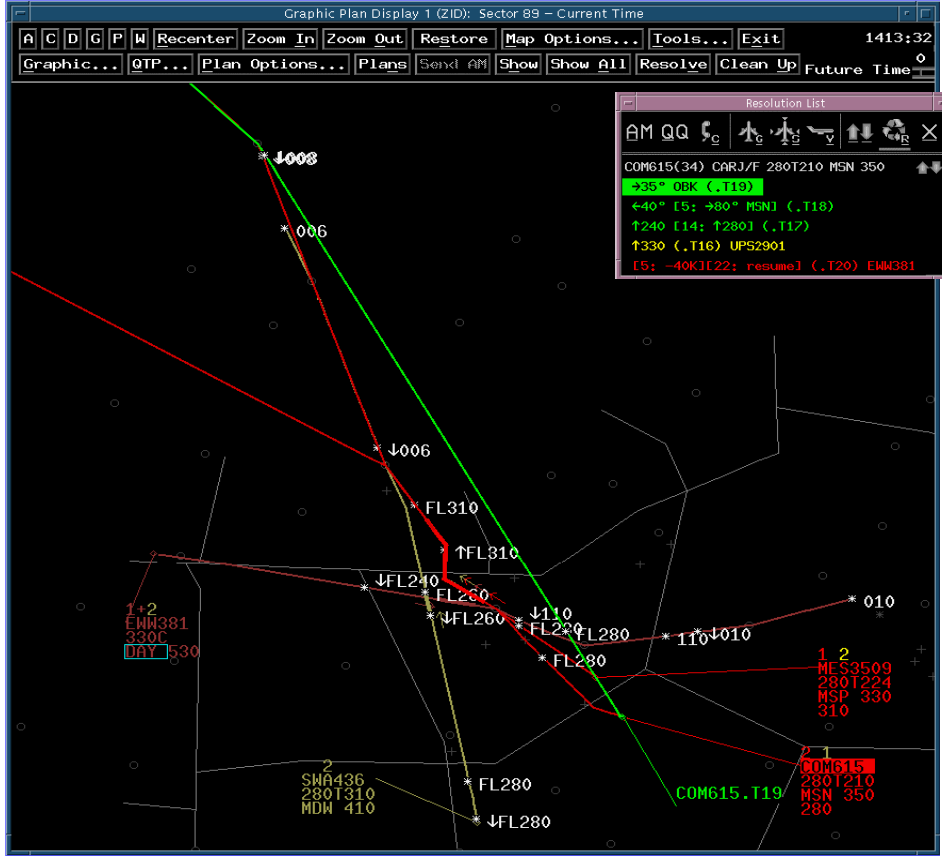 Graphic Plan Display 1 (ZID): Sector 89 – Current Time
A C D G P W Recenter Zoom In Zoom Out Restore Map Options... Tools... Exit 1413:32
Graphic... QTP... Plan Options... Plans Send AM Show Show All Resolve Clean Up Future Time 0
Resolution List
AM QQ C G C V R X
COM615(34) CARJ/F 280T210 MSN 350
→35° OBK (.T19)
←40° [5; →80° MSN] (.T18)
↑240 [14; ↑280] (.T17)
↑330 (.T16) UPS2901
[5; -40K][22; resume] (.T20) EWW381
↓008
006
↓006
FL310
↑FL310
↓FL240
FL260
↓FL260
↓110
FL280
FL280
110
↓010
010
FL280
1+2
EWW381
330C
DAY 530
1 2
MES3509
280T224
MSP 330
310
2 1
COM615
280T210
MSN 350
280
COM615.T19
2
SWA436
280T310
MDW 410
FL280
↓FL280